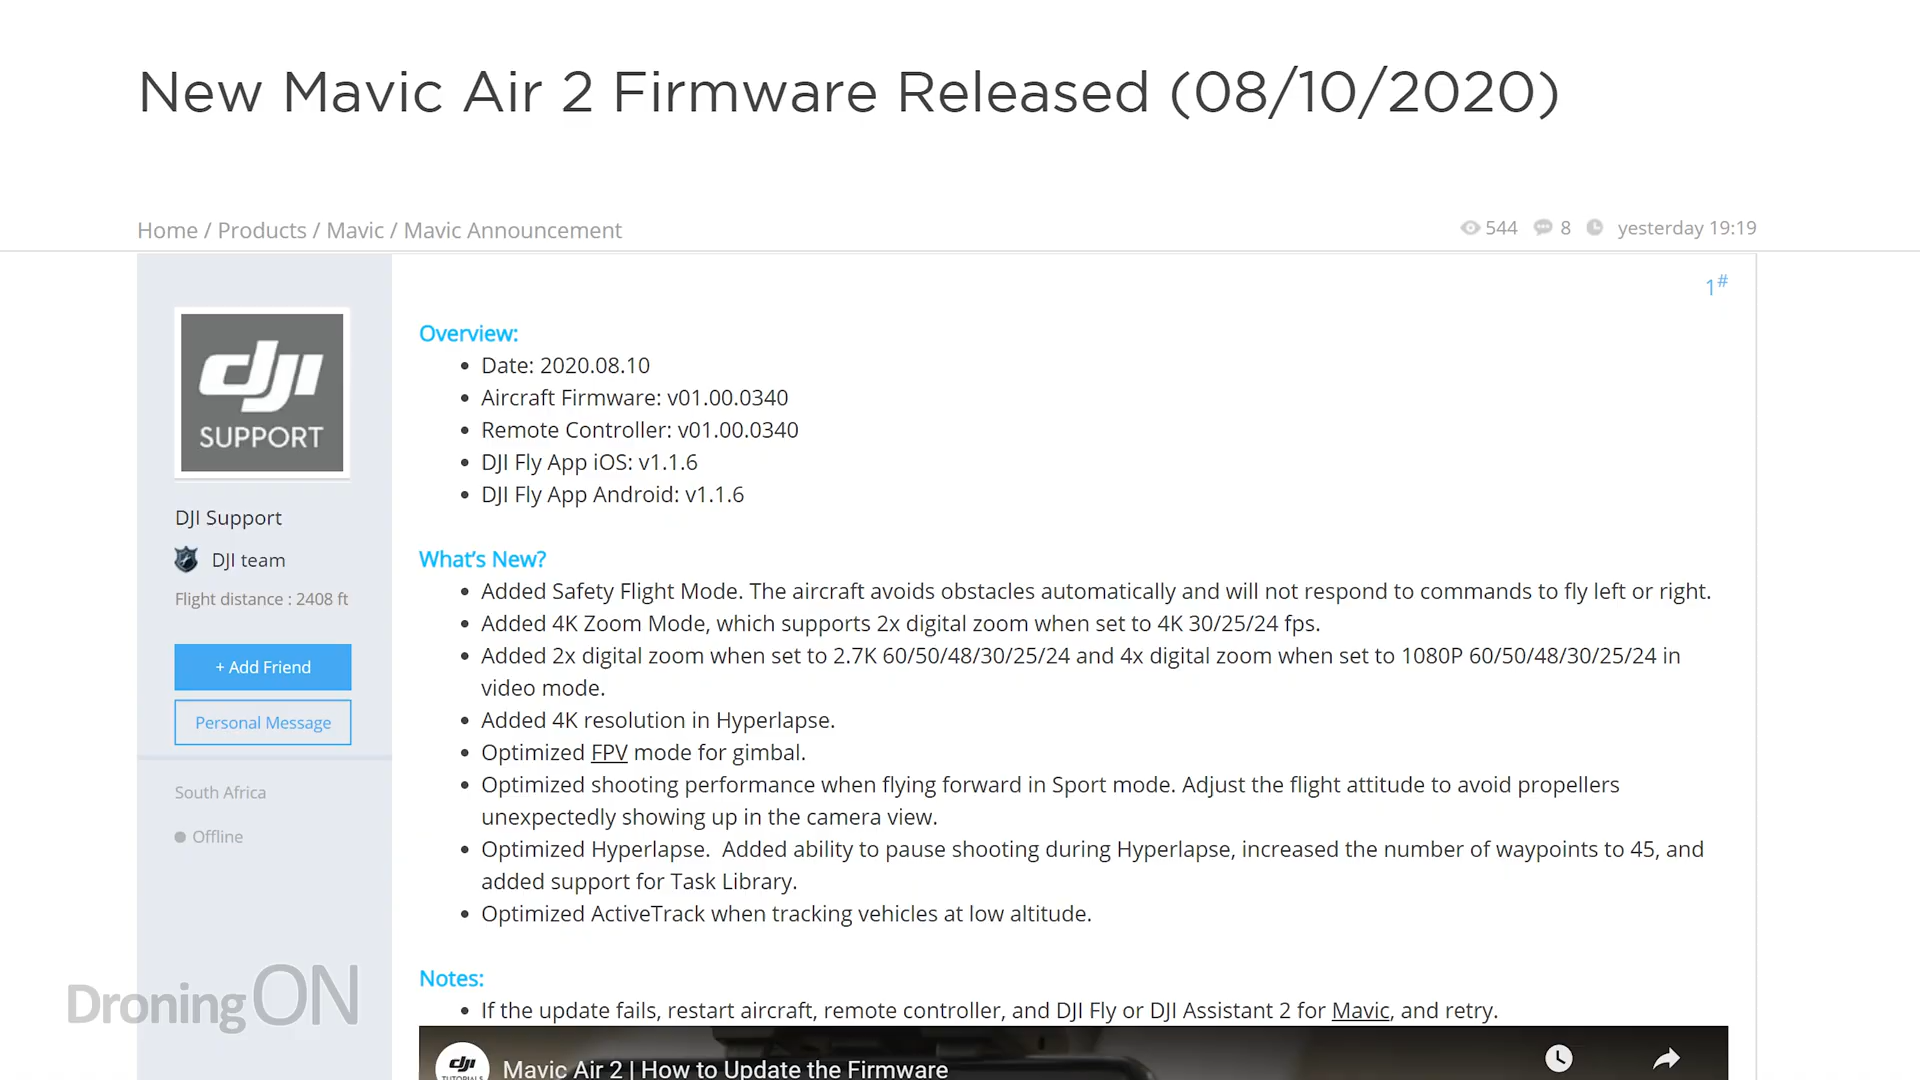 New Mavic Air 2 Firmware Released (08/10/2020)
Home / Products / Mavic / Mavic Announcement
544 8 yesterday 19:19
1#
dji
SUPPORT
DJI Support
DJI team
Flight distance : 2408 ft
+ Add Friend
Personal Message
South Africa
Offline
Overview:
• Date: 2020.08.10
• Aircraft Firmware: v01.00.0340
• Remote Controller: v01.00.0340
• DJI Fly App iOS: v1.1.6
• DJI Fly App Android: v1.1.6
What's New?
• Added Safety Flight Mode. The aircraft avoids obstacles automatically and will not respond to commands to fly left or right.
• Added 4K Zoom Mode, which supports 2x digital zoom when set to 4K 30/25/24 fps.
• Added 2x digital zoom when set to 2.7K 60/50/48/30/25/24 and 4x digital zoom when set to 1080P 60/50/48/30/25/24 in
video mode.
• Added 4K resolution in Hyperlapse.
• Optimized FPV mode for gimbal.
• Optimized shooting performance when flying forward in Sport mode. Adjust the flight attitude to avoid propellers
unexpectedly showing up in the camera view.
• Optimized Hyperlapse.  Added ability to pause shooting during Hyperlapse, increased the number of waypoints to 45, and
added support for Task Library.
• Optimized ActiveTrack when tracking vehicles at low altitude.
Notes:
• If the update fails, restart aircraft, remote controller, and DJI Fly or DJI Assistant 2 for Mavic, and retry.
dji
TUTORIALS
Mavic Air 2 | How to Update the Firmware
DroningON